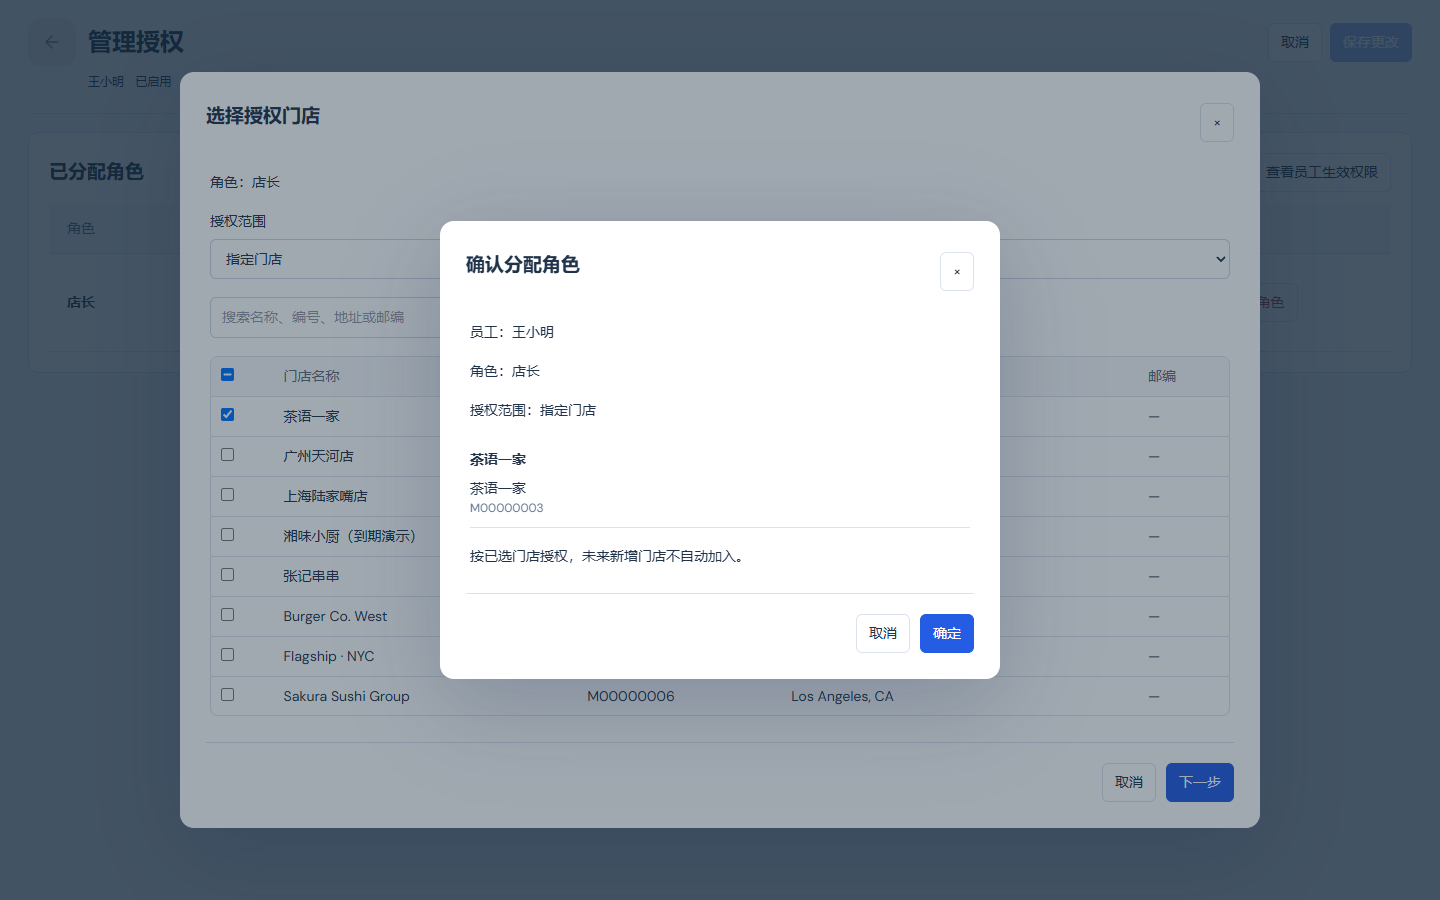 管理授权
取消
保存更改
王小明 已启用
选择授权门店
×
已分配角色
查看员工生效权限
角色：店长
授权范围
角色
指定门店
确认分配角色
×
店长
角色
搜索名称、编号、地址或邮编
员工：王小明
角色：店长
门店名称
邮编
授权范围：指定门店
茶语一家
—
广州天河店
—
茶语一家
茶语一家
M00000003
上海陆家嘴店
—
湘味小厨（到期演示）
—
按已选门店授权，未来新增门店不自动加入。
张记串串
—
Burger Co. West
—
取消
确定
Flagship · NYC
—
Sakura Sushi Group M00000006 Los Angeles, CA —
取消
下一步